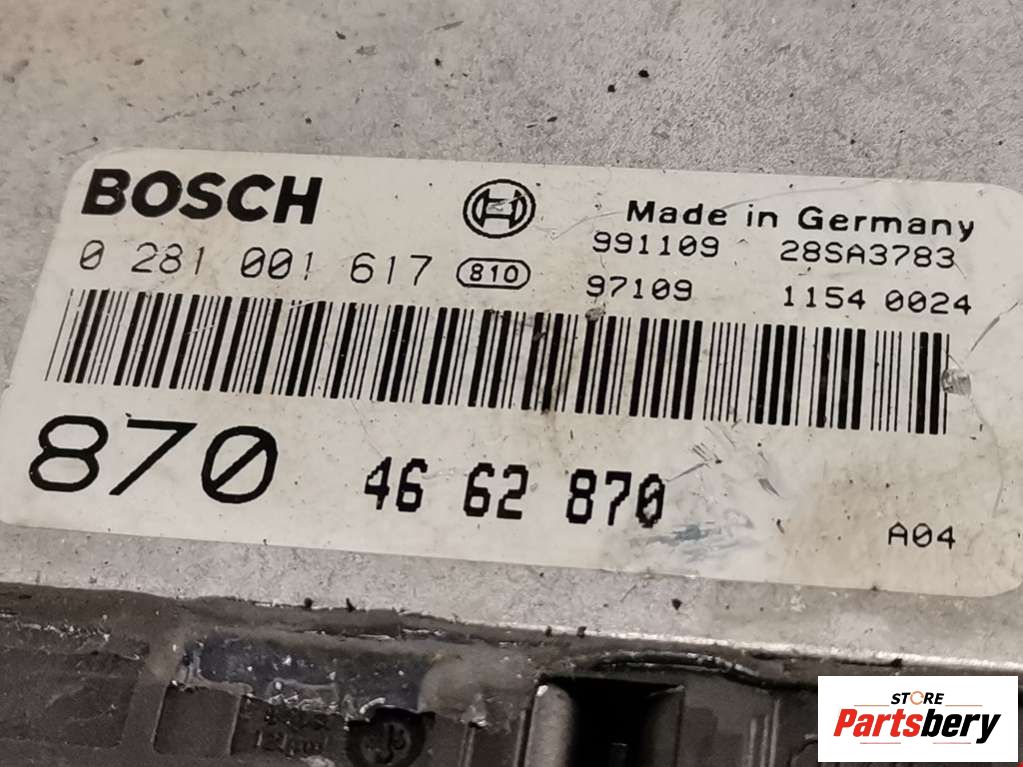 BOSCH
Made in Germany
0 281 001 617 810
991109 28SA3783
97109 1154 0024
870 46 62 870
A04
STORE
Partsbery